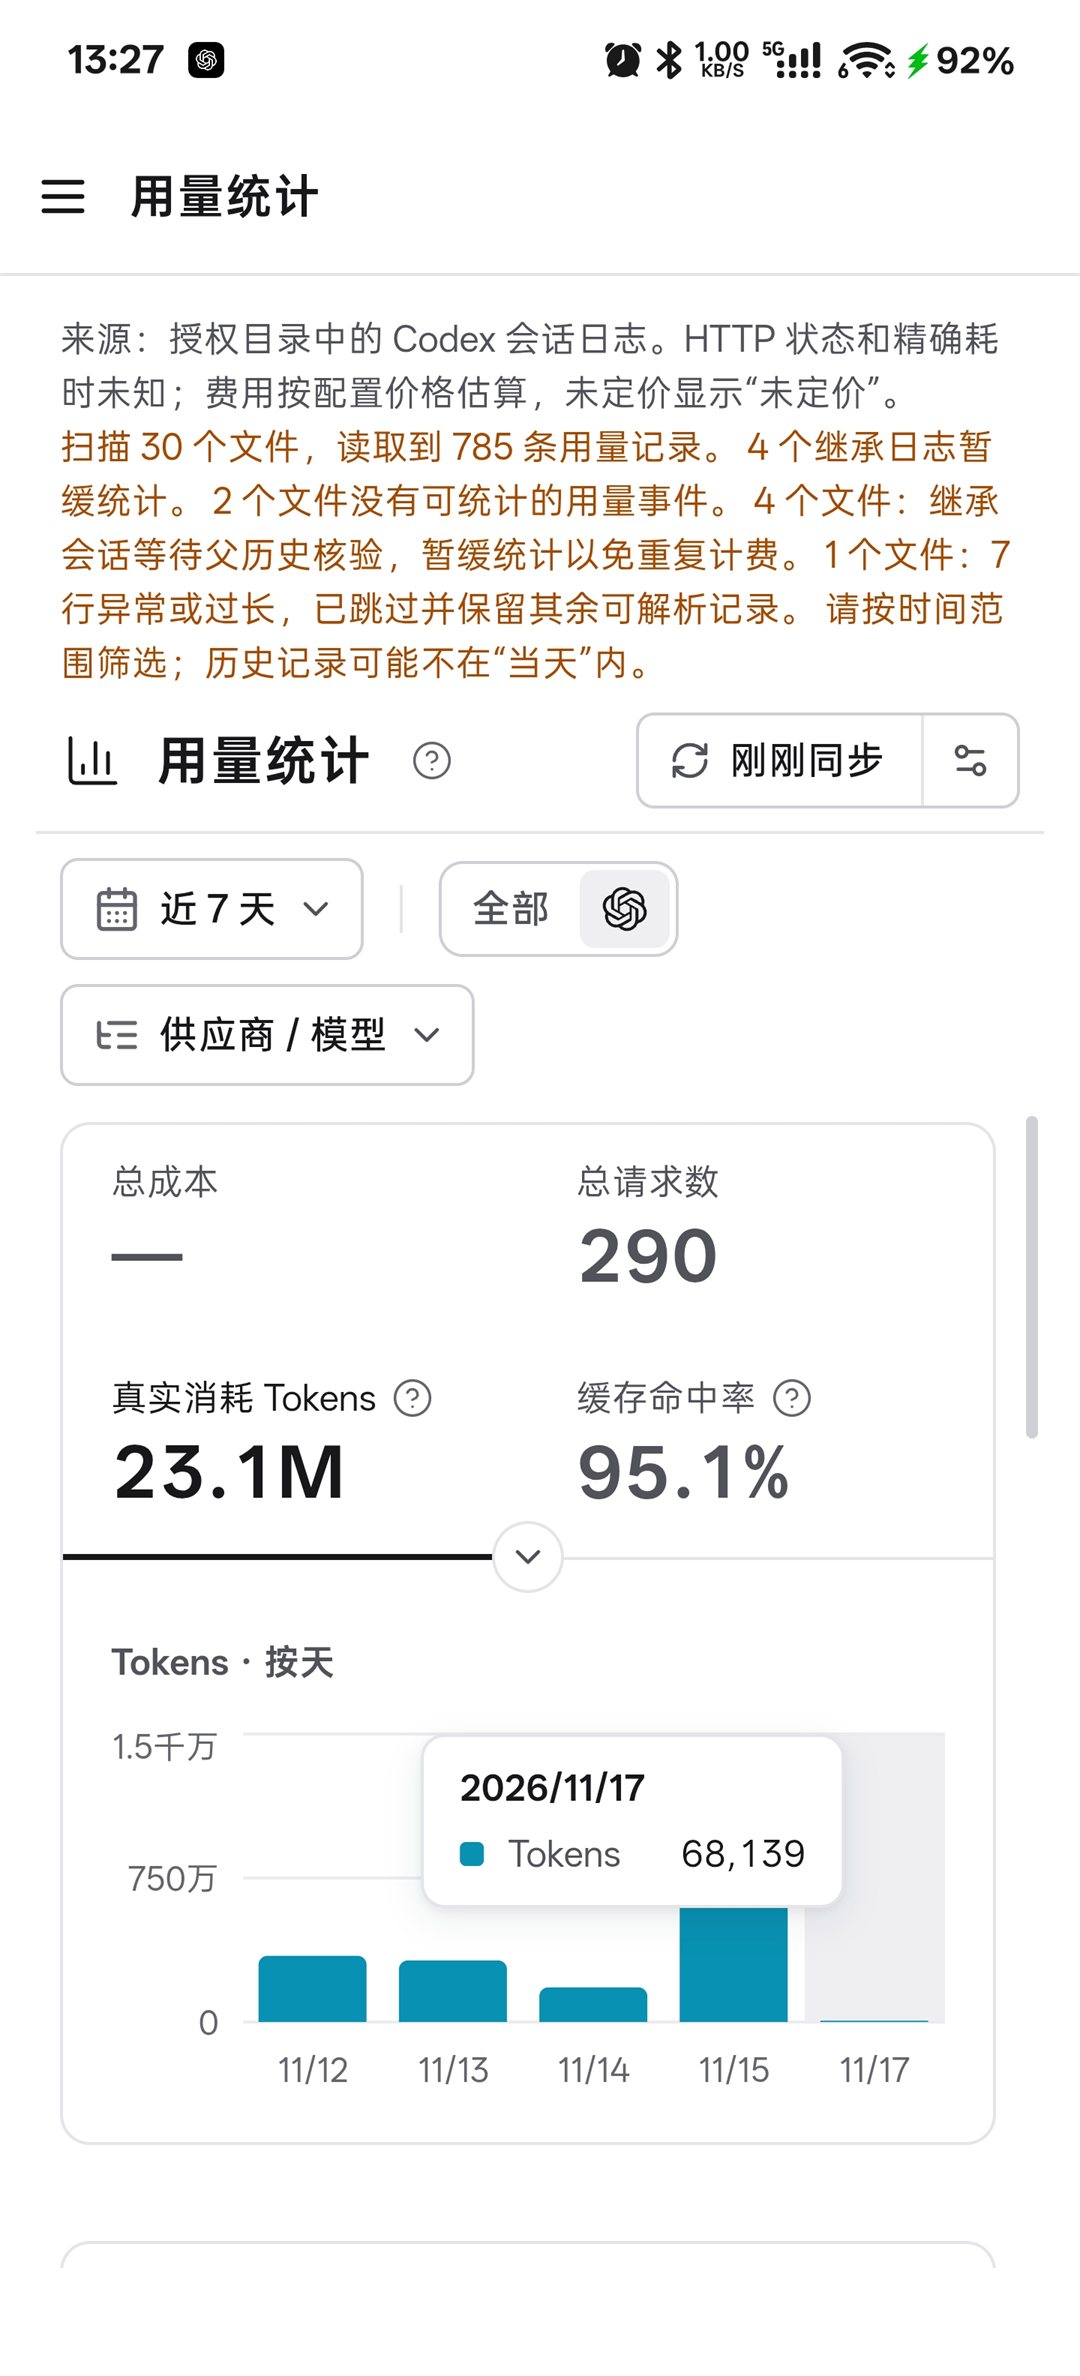 13:27
1.00 KB/S 5G 6 92%
用量统计
来源：授权目录中的 Codex 会话日志。HTTP 状态和精确耗
时未知；费用按配置价格估算，未定价显示“未定价”。
扫描 30 个文件，读取到 785 条用量记录。 4 个继承日志暂
缓统计。 2 个文件没有可统计的用量事件。 4 个文件：继承
会话等待父历史核验，暂缓统计以免重复计费。 1 个文件：7
行异常或过长，已跳过并保留其余可解析记录。 请按时间范
围筛选；历史记录可能不在“当天”内。
用量统计
刚刚同步
近 7 天
全部
供应商 / 模型
总成本
—
总请求数
290
真实消耗 Tokens
23.1M
缓存命中率
95.1%
Tokens · 按天
1.5千万
750万
0
2026/11/17
Tokens 68,139
11/12
11/13
11/14
11/15
11/17